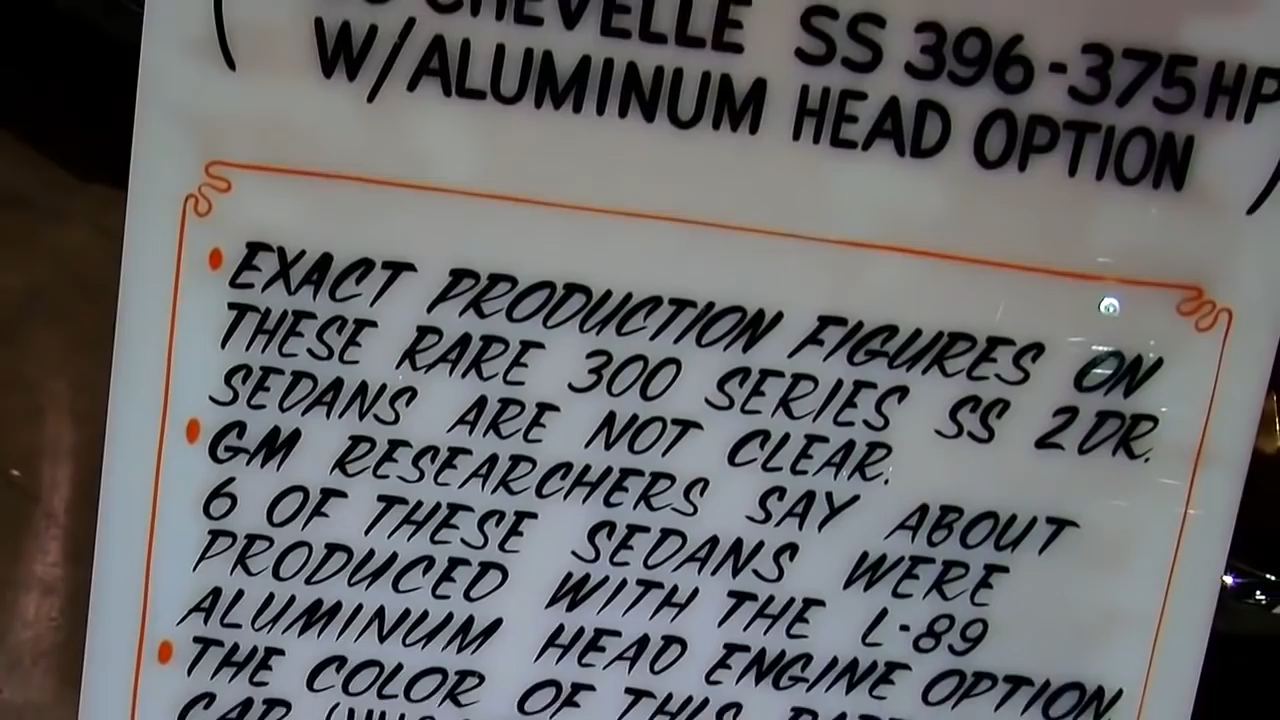 CHEVELLE SS 396-375HP
(W/ALUMINUM HEAD OPTION)
• EXACT PRODUCTION FIGURES ON
THESE RARE 300 SERIES SS 2DR.
SEDANS ARE NOT CLEAR.
• GM RESEARCHERS SAY ABOUT
6 OF THESE SEDANS WERE
PRODUCED WITH THE L-89
ALUMINUM HEAD ENGINE OPTION
• THE COLOR OF THIS
CAR